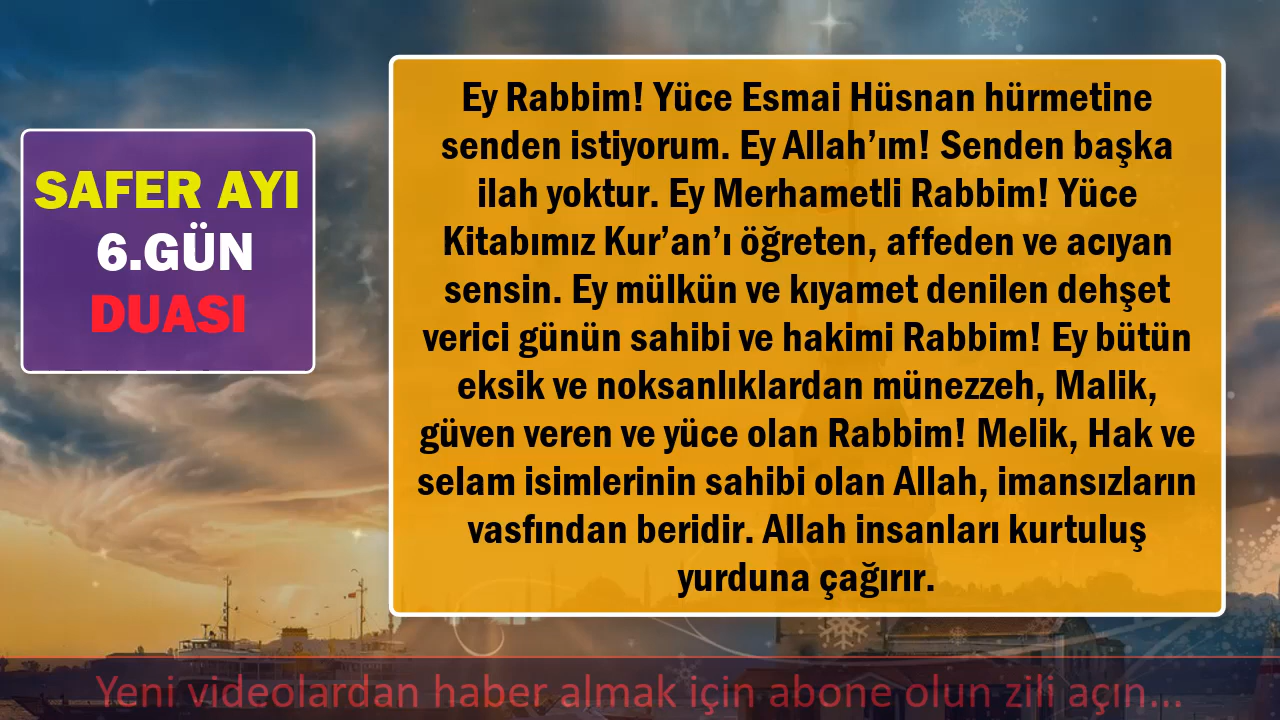 SAFER AYI
6.GÜN
DUASI
Ey Rabbim! Yüce Esmai Hüsnan hürmetine
senden istiyorum. Ey Allah’ım! Senden başka
ilah yoktur. Ey Merhametli Rabbim! Yüce
Kitabımız Kur’an’ı öğreten, affeden ve acıyan
sensin. Ey mülkün ve kıyamet denilen dehşet
verici günün sahibi ve hakimi Rabbim! Ey bütün
eksik ve noksanlıklardan münezzeh, Malik,
güven veren ve yüce olan Rabbim! Melik, Hak ve
selam isimlerinin sahibi olan Allah, imansızların
vasfından beridir. Allah insanları kurtuluş
yurduna çağırır.
Yeni videolardan haber almak için abone olun zili açın...